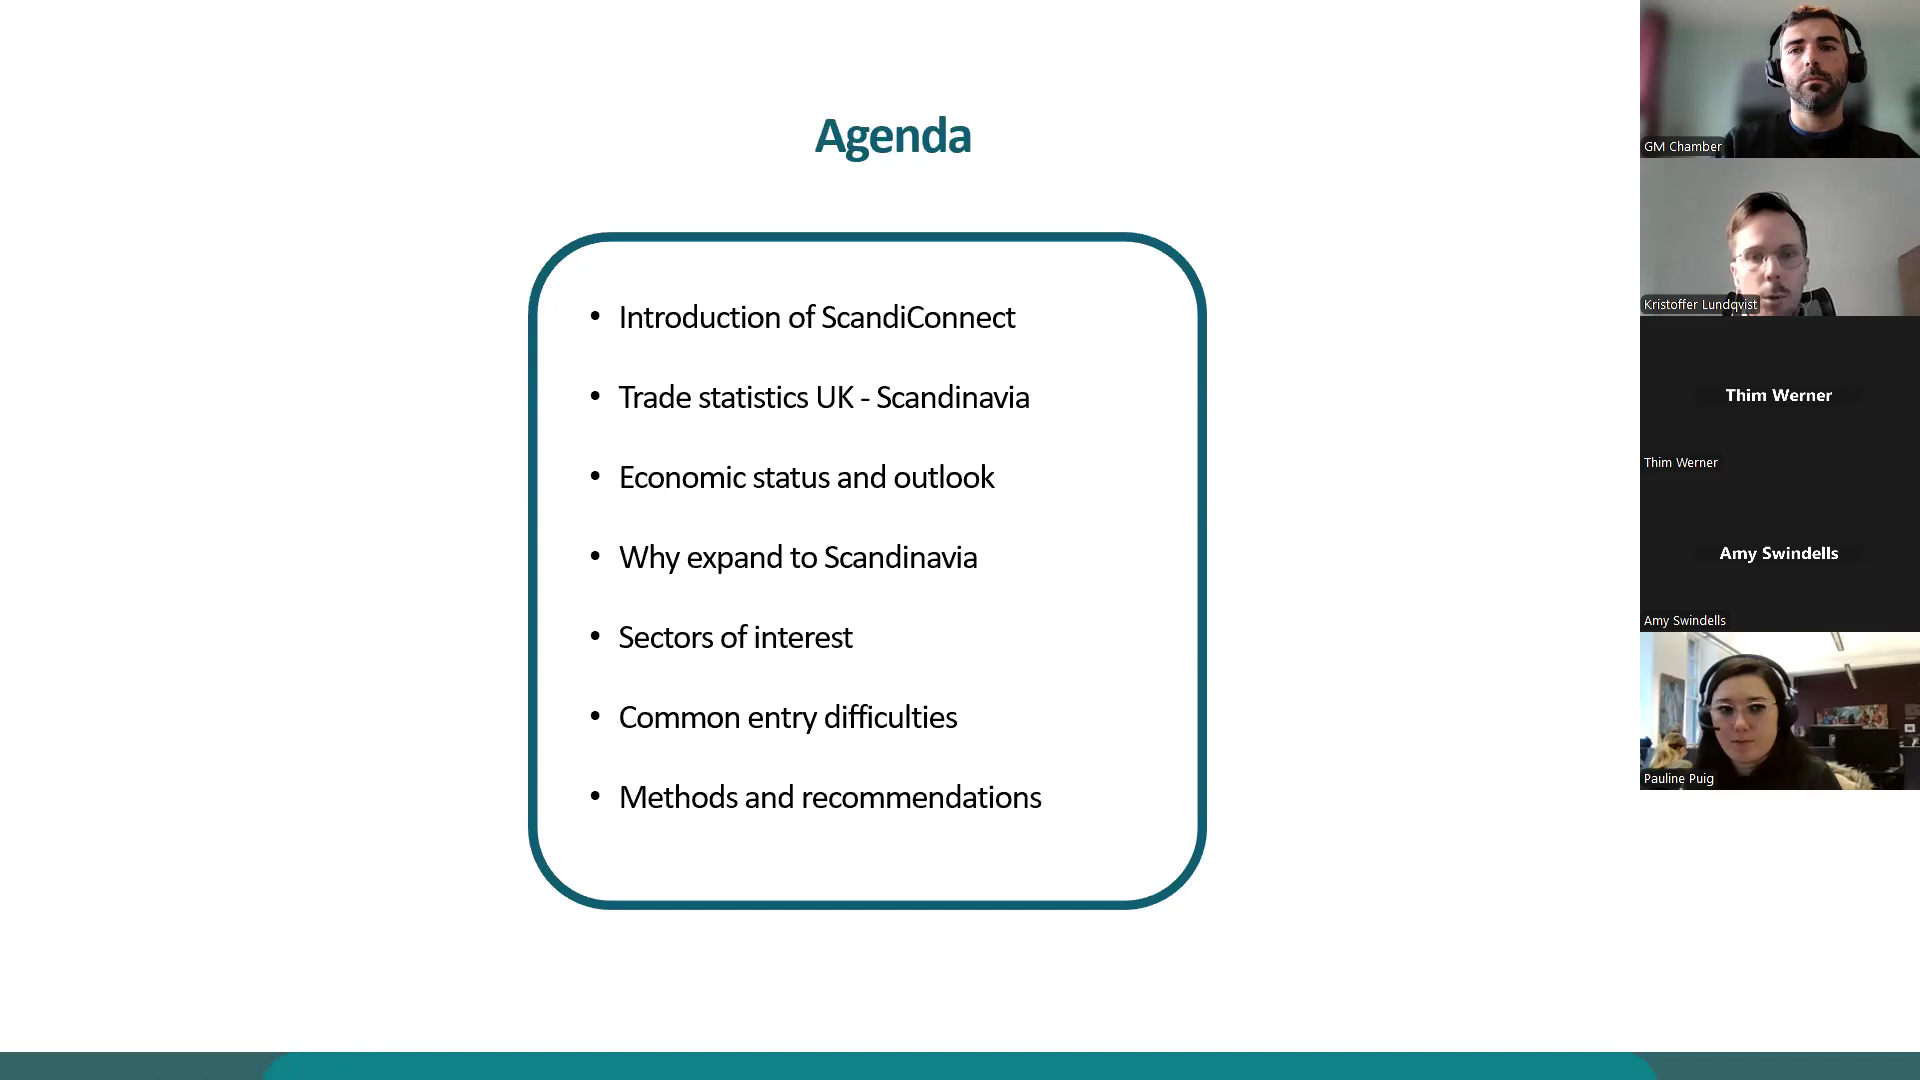 Agenda
• Introduction of ScandiConnect
• Trade statistics UK - Scandinavia
• Economic status and outlook
• Why expand to Scandinavia
• Sectors of interest
• Common entry difficulties
• Methods and recommendations
GM Chamber
Kristoffer Lundqvist
Thim Werner
Thim Werner
Amy Swindells
Amy Swindells
Pauline Puig